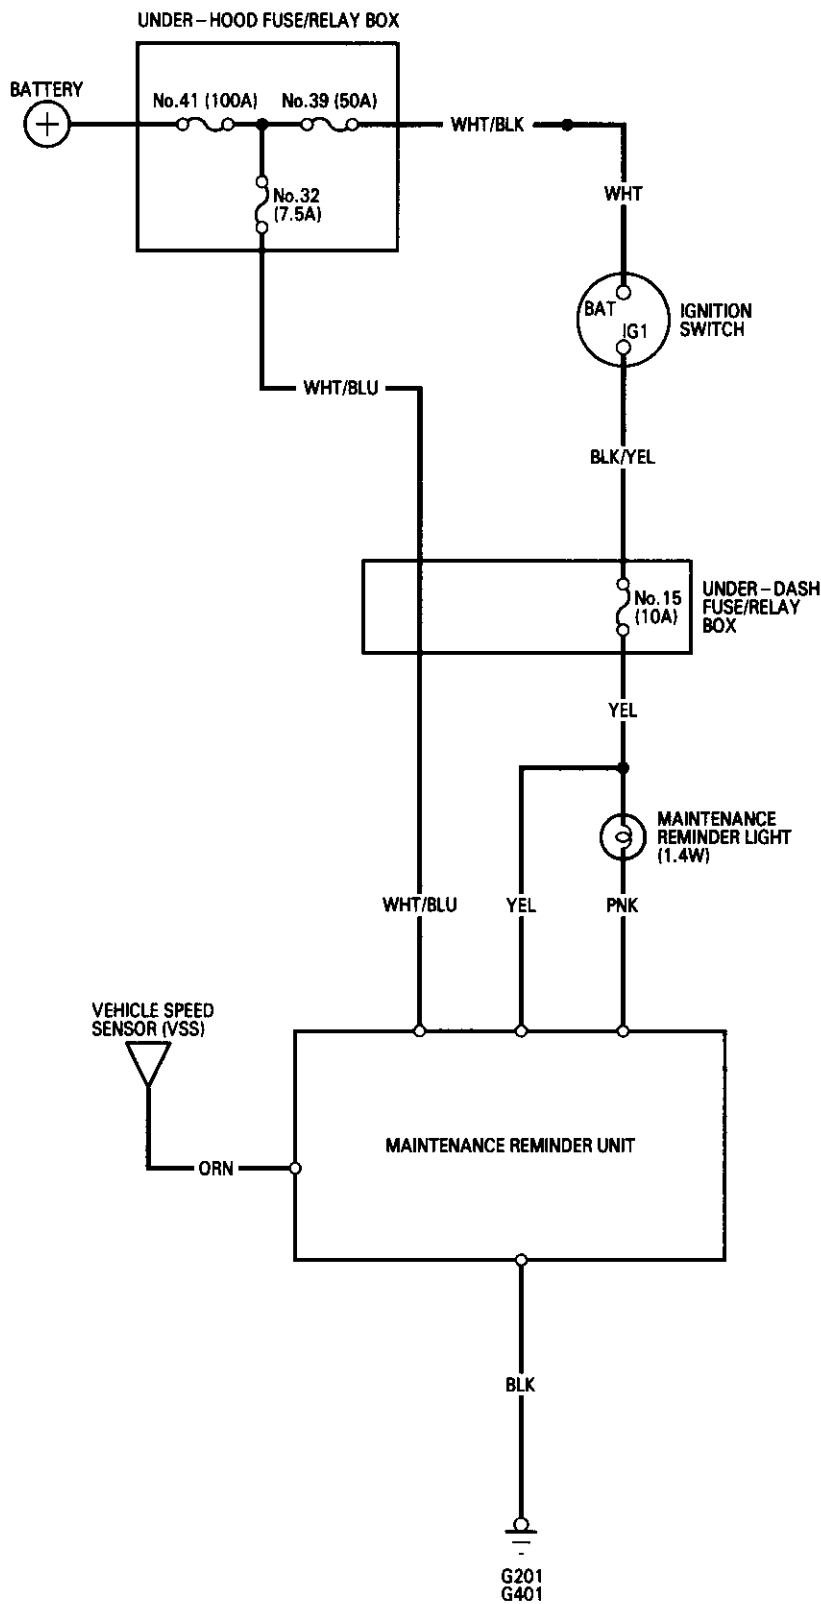 UNDER-HOOD FUSE/RELAY BOX
BATTERY
+
No.41 (100A)
No.39 (50A)
WHT/BLK
No.32
(7.5A)
WHT
BAT
IG1
IGNITION
SWITCH
WHT/BLU
BLK/YEL
No.15
(10A)
UNDER-DASH
FUSE/RELAY
BOX
YEL
MAINTENANCE
REMINDER LIGHT
(1.4W)
WHT/BLU
YEL
PNK
VEHICLE SPEED
SENSOR (VSS)
MAINTENANCE REMINDER UNIT
ORN
BLK
G201
G401